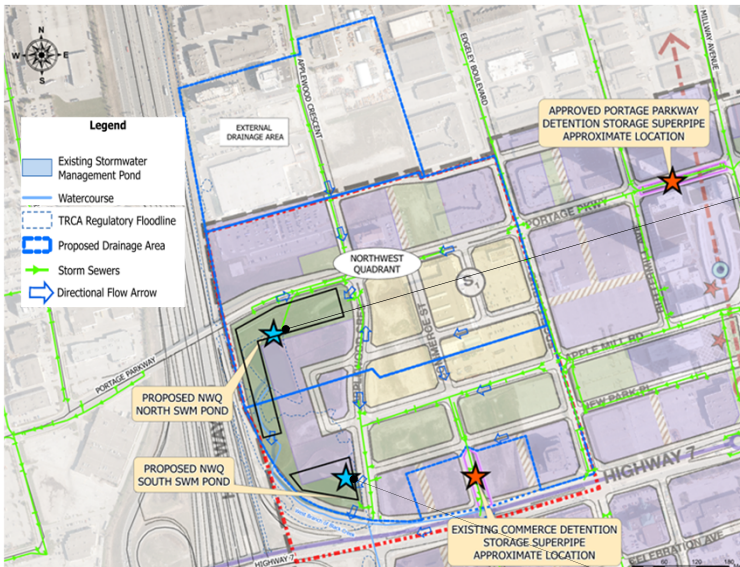 N
W
E
S
Legend
Existing Stormwater
Management Pond
Watercourse
TRCA Regulatory Floodline
Proposed Drainage Area
Storm Sewers
Directional Flow Arrow
EXTERNAL
DRAINAGE AREA
APPLEWOOD CRESCENT
EDGELEY BOULEVARD
MILLWAY AVENUE
APPROVED PORTAGE PARKWAY
DETENTION STORAGE SUPERPIPE
APPROXIMATE LOCATION
PORTAGE PKWY
NORTHWEST
QUADRANT
S1
APPLE MILL RD
PORTAGE PARKWAY
PROPOSED NWQ
NORTH SWM POND
PROPOSED NWQ
SOUTH SWM POND
HIGHWAY 7
EXISTING COMMERCE DETENTION
STORAGE SUPERPIPE
APPROXIMATE LOCATION
HIGHWAY 7
CELEBRATION AVE
60
120